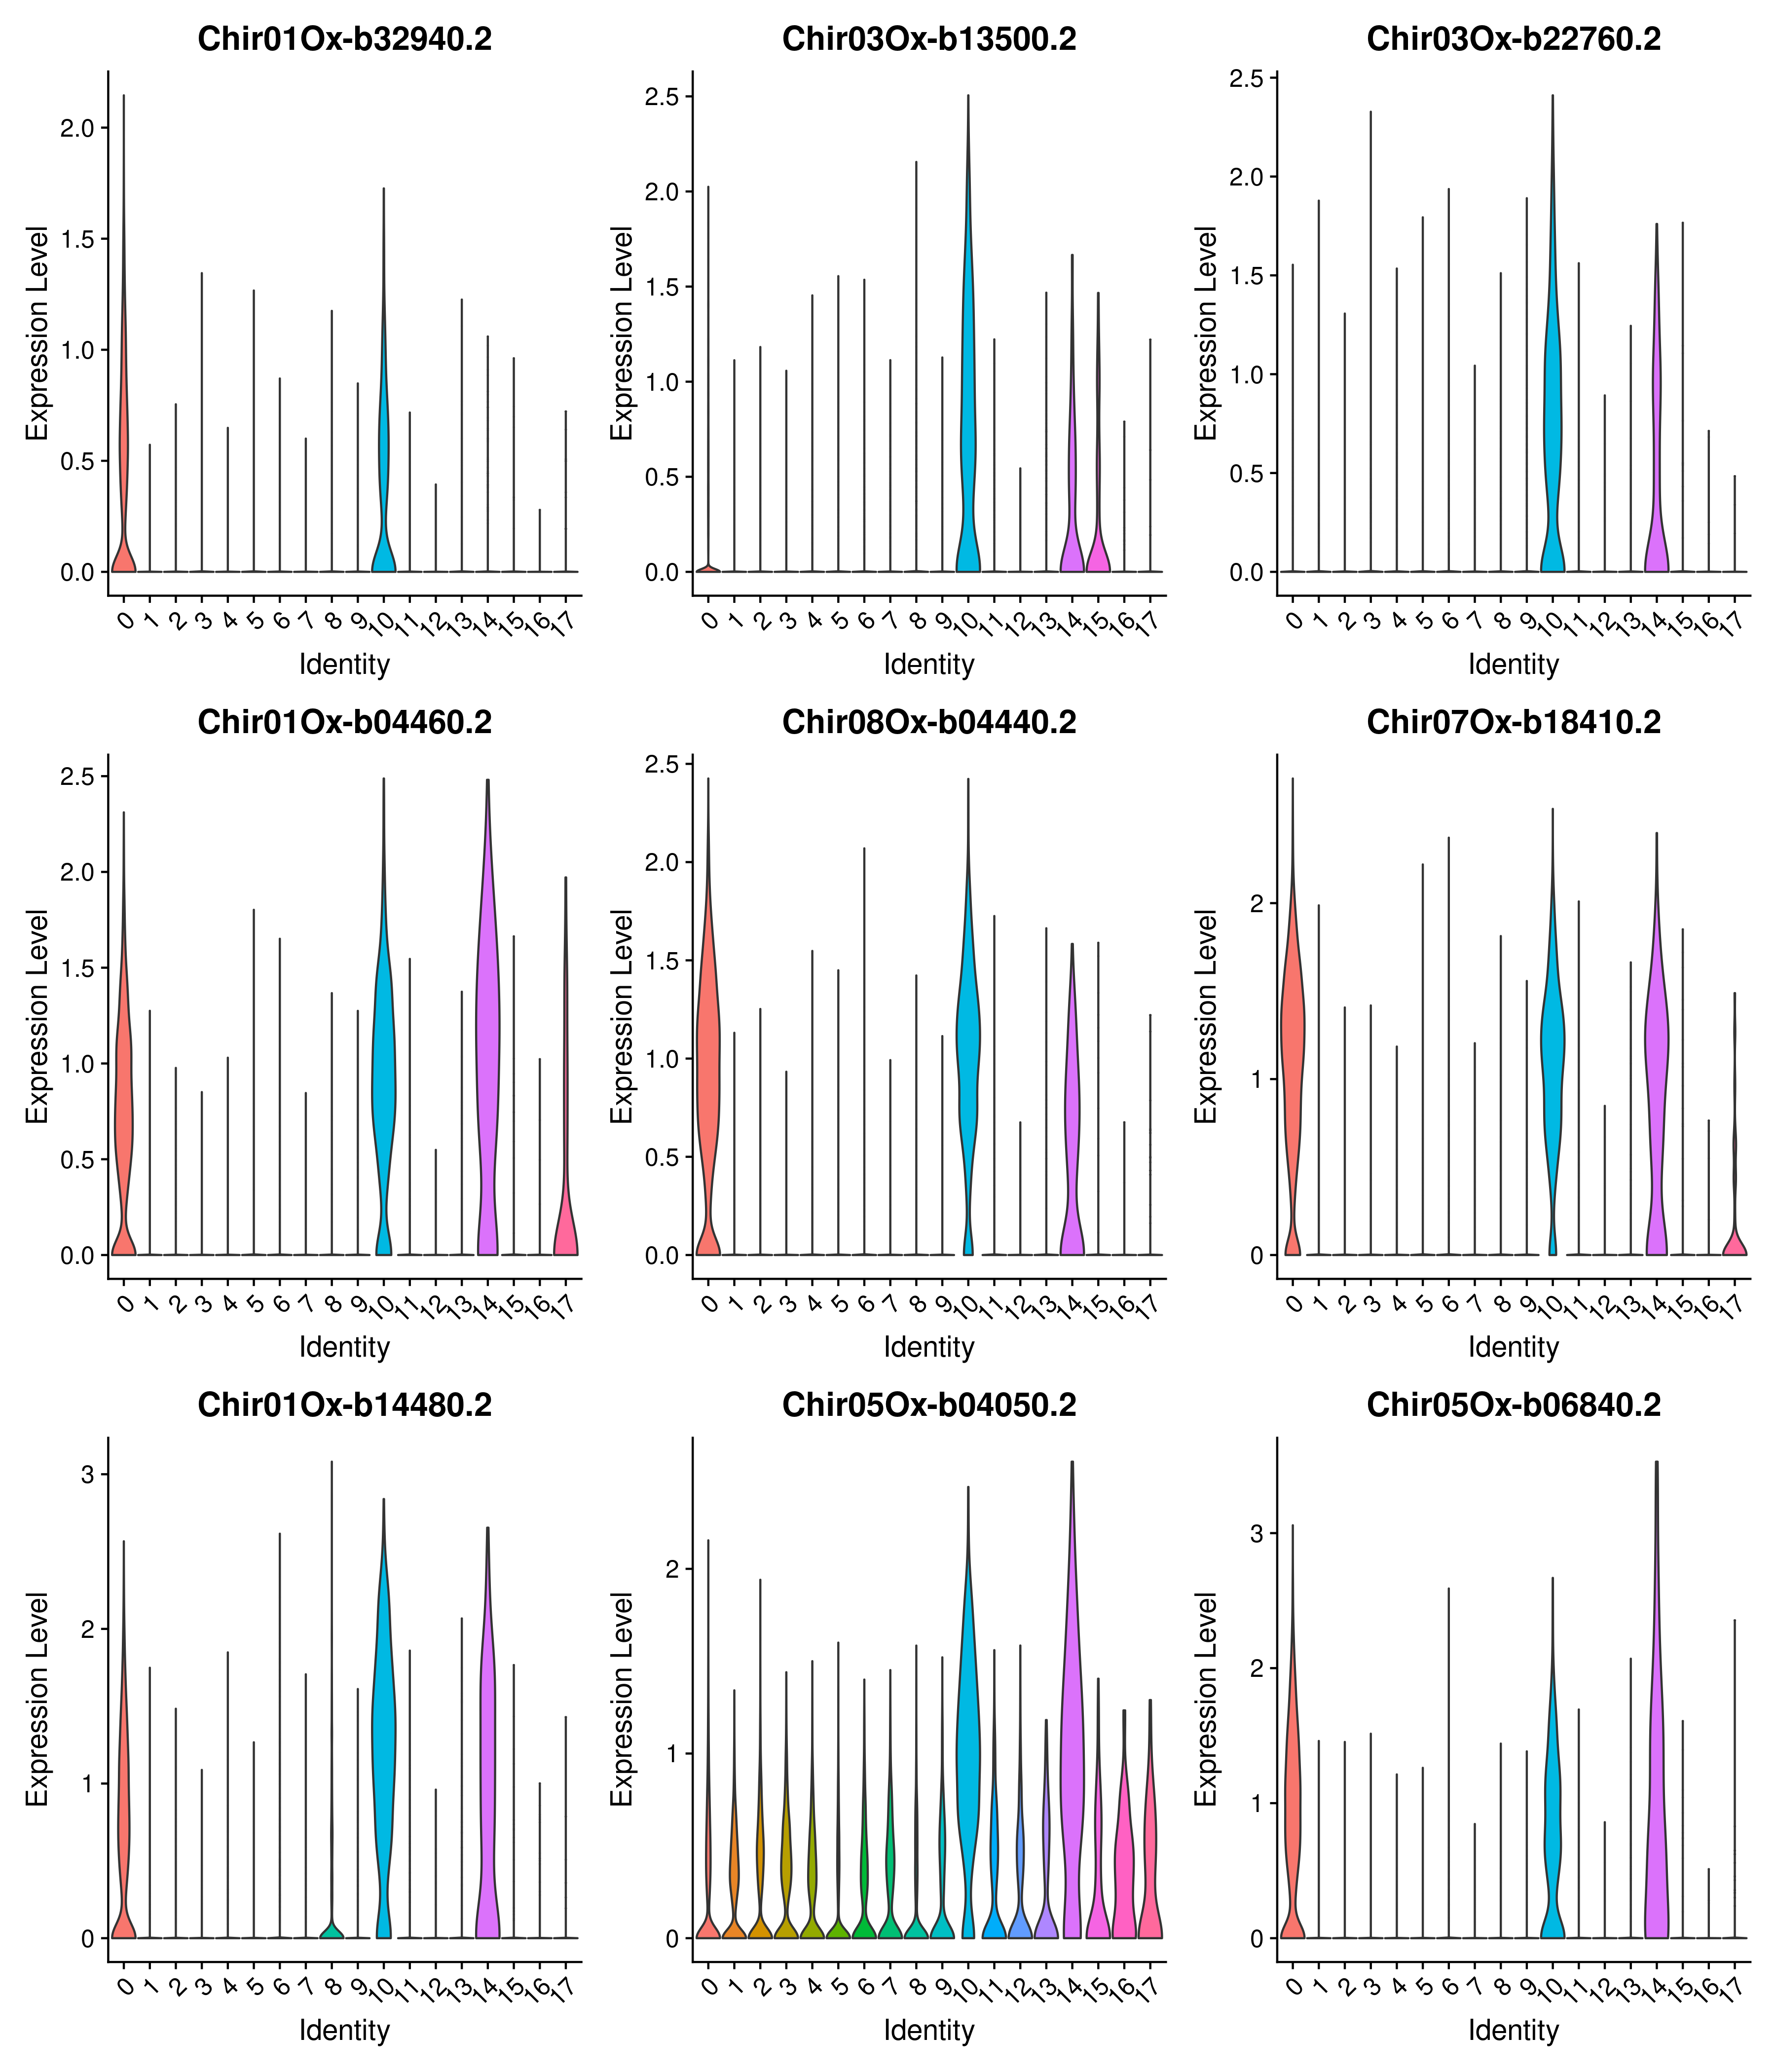 Chir01Ox-b32940.2
Expression Level
2.0
1.5
1.0
0.5
0.0
0 1 2 3 4 5 6 7 8 9 10 11 12 13 14 15 16 17
Identity
Chir03Ox-b13500.2
Expression Level
2.5
2.0
1.5
1.0
0.5
0.0
0 1 2 3 4 5 6 7 8 9 10 11 12 13 14 15 16 17
Identity
Chir03Ox-b22760.2
Expression Level
2.5
2.0
1.5
1.0
0.5
0.0
0 1 2 3 4 5 6 7 8 9 10 11 12 13 14 15 16 17
Identity
Chir01Ox-b04460.2
Expression Level
2.5
2.0
1.5
1.0
0.5
0.0
0 1 2 3 4 5 6 7 8 9 10 11 12 13 14 15 16 17
Identity
Chir08Ox-b04440.2
Expression Level
2.5
2.0
1.5
1.0
0.5
0.0
0 1 2 3 4 5 6 7 8 9 10 11 12 13 14 15 16 17
Identity
Chir07Ox-b18410.2
Expression Level
2
1
0
0 1 2 3 4 5 6 7 8 9 10 11 12 13 14 15 16 17
Identity
Chir01Ox-b14480.2
Expression Level
3
2
1
0
0 1 2 3 4 5 6 7 8 9 10 11 12 13 14 15 16 17
Identity
Chir05Ox-b04050.2
Expression Level
2
1
0
0 1 2 3 4 5 6 7 8 9 10 11 12 13 14 15 16 17
Identity
Chir05Ox-b06840.2
Expression Level
3
2
1
0
0 1 2 3 4 5 6 7 8 9 10 11 12 13 14 15 16 17
Identity